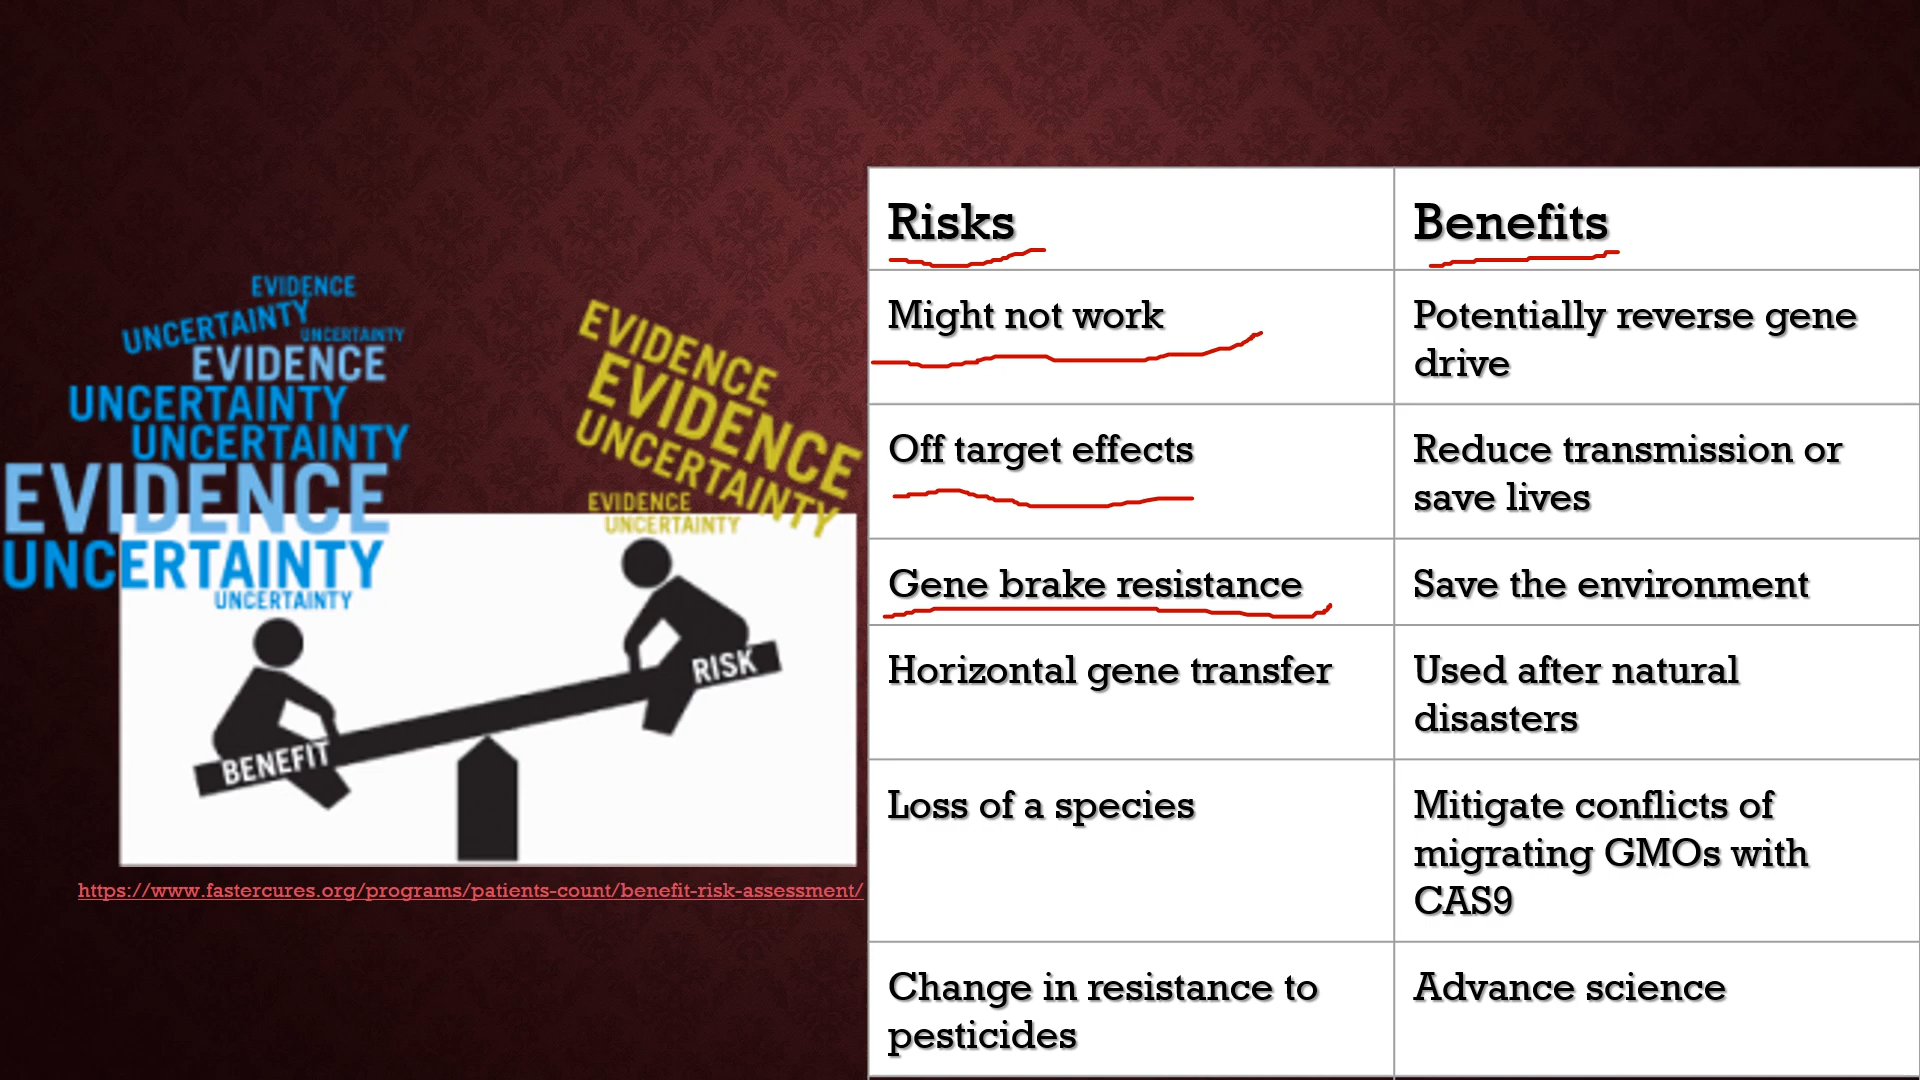 EVIDENCE
UNCERTAINTY
UNCERTAINTY
EVIDENCE
UNCERTAINTY
UNCERTAINTY
EVIDENCE
UNCERTAINTY
UNCERTAINTY
EVIDENCE
EVIDENCE
UNCERTAINTY
EVIDENCE
UNCERTAINTY
BENEFIT
RISK
https://www.fastercures.org/programs/patients-count/benefit-risk-assessment/
Risks
Benefits
Might not work
Potentially reverse gene
drive
Off target effects
Reduce transmission or
save lives
Gene brake resistance
Save the environment
Horizontal gene transfer
Used after natural
disasters
Loss of a species
Mitigate conflicts of
migrating GMOs with
CAS9
Change in resistance to
pesticides
Advance science